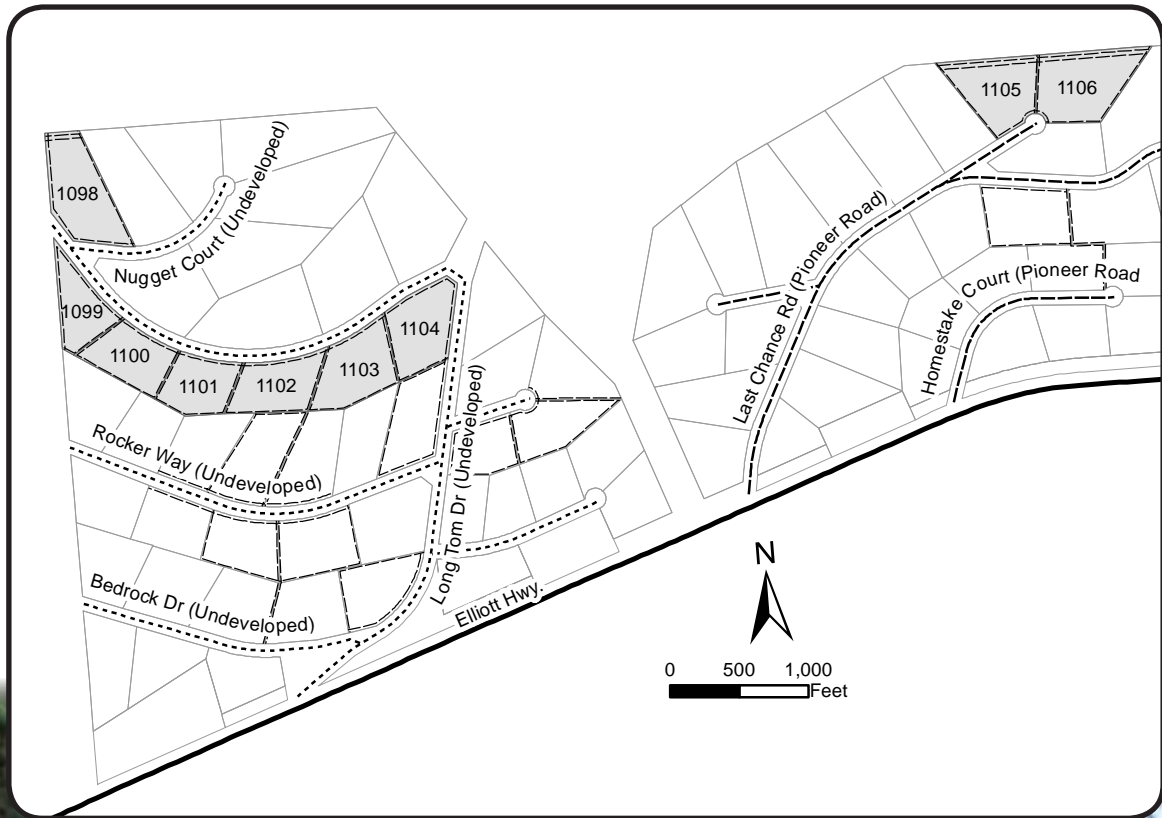 1105
1106
1098
Nugget Court (Undeveloped)
Last Chance Rd (Pioneer Road)
Homestake Court (Pioneer Road
1099
1100
1101
1102
1103
1104
Rocker Way (Undeveloped)
Long Tom Dr (Undeveloped)
Bedrock Dr (Undeveloped)
Elliott Hwy.
N
0 500 1,000
Feet